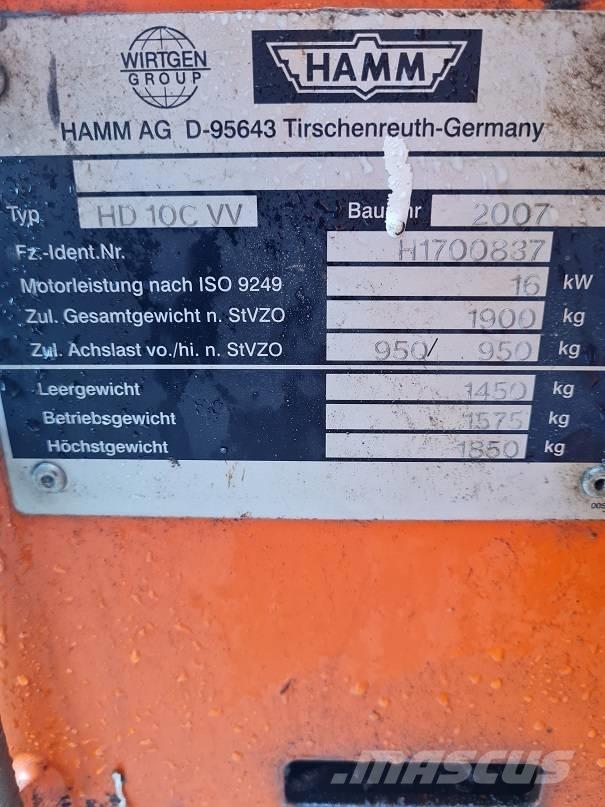 WIRTGEN
GROUP
HAMM
HAMM AG D-95643 Tirschenreuth-Germany
Typ HD 10C VV 2007
Fz.-Ident.Nr. H1700837
Motorleistung nach ISO 9249 16 kW
Zul. Gesamtgewicht n. StVZO 1900 kg
Zul. Achslast vo./hi. n. StVZO 950/ 950 kg
Leergewicht 1450 kg
Betriebsgewicht 1575 kg
Höchstgewicht 1850 kg
MASCUS